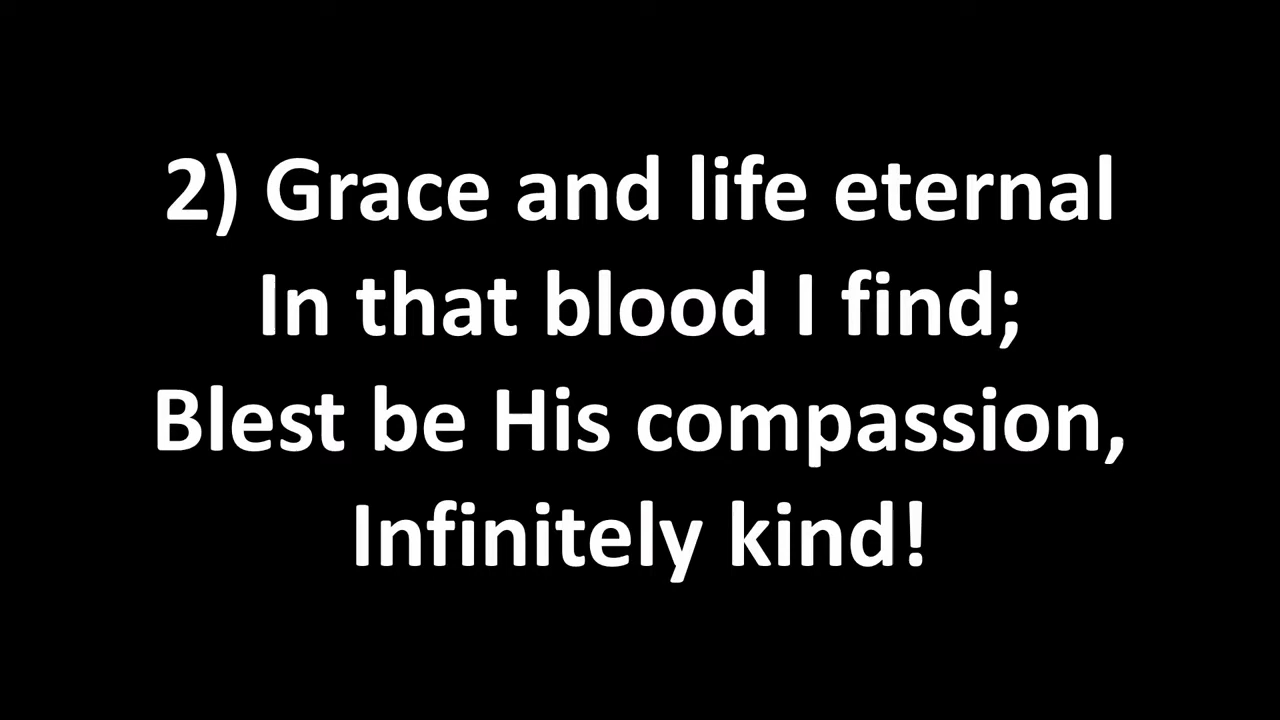 2) Grace and life eternal
In that blood I find;
Blest be His compassion,
Infinitely kind!